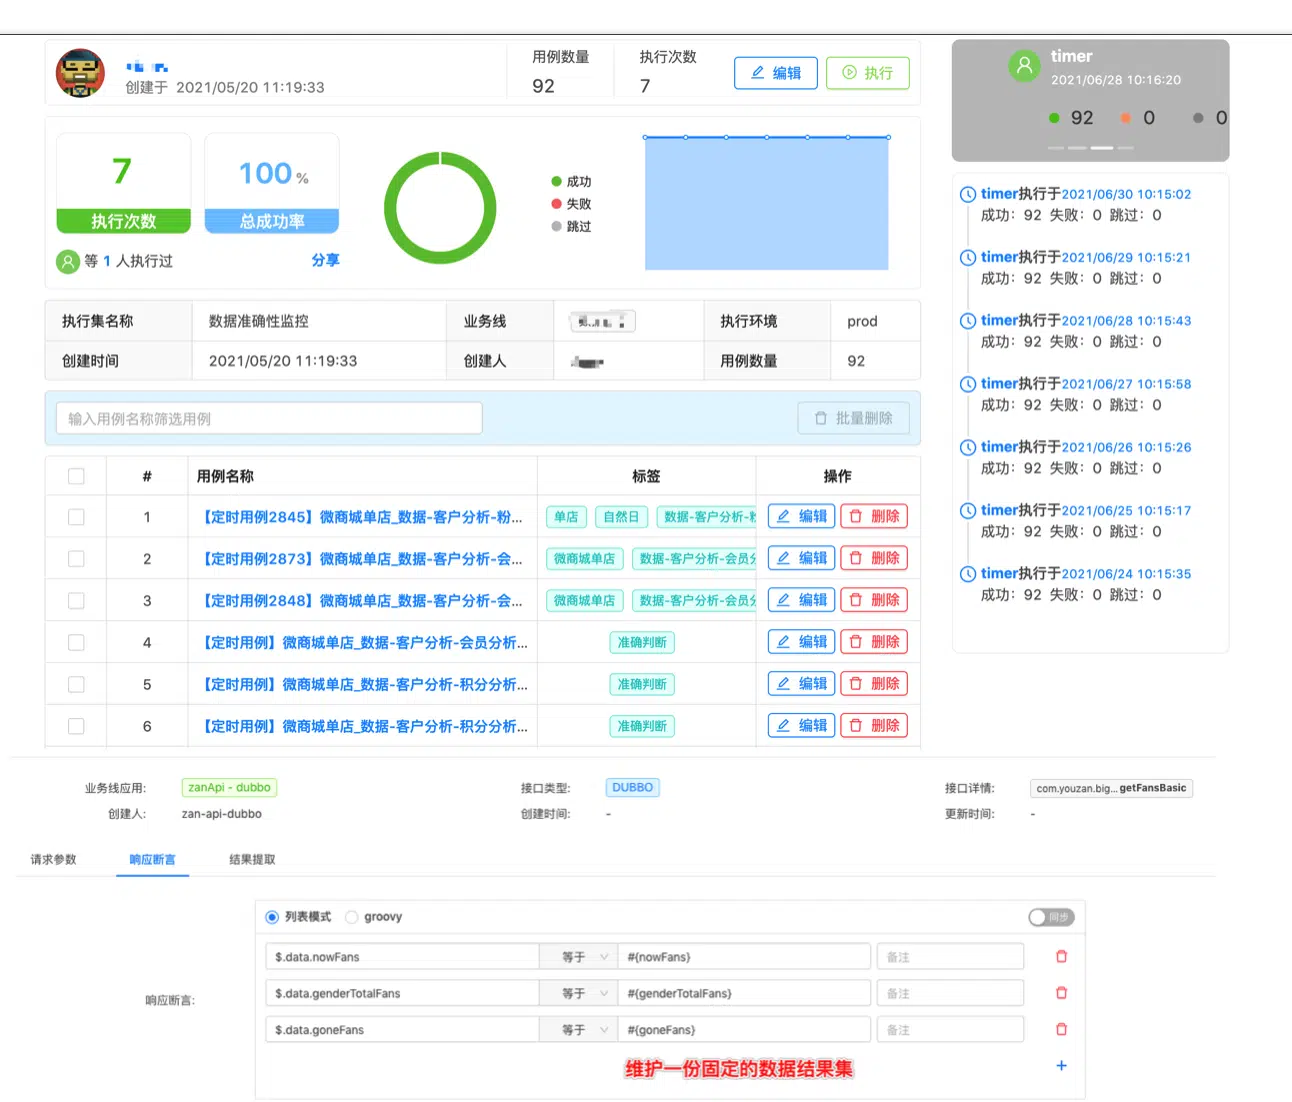 用例数量
执行次数
创建于 2021/05/20 11:19:33
92
7
编辑
执行
timer
2021/06/28 10:16:20
92 0 0
7
执行次数
100 %
总成功率
等 1 人执行过
分享
成功
失败
跳过
执行集名称 数据准确性监控 业务线 执行环境 prod
创建时间 2021/05/20 11:19:33 创建人 用例数量 92
输入用例名称筛选用例
批量删除
# 用例名称 标签 操作
1 【定时用例2845】微商城单店_数据-客户分析-粉... 单店 自然日 数据-客户分析-粉 编辑 删除
2 【定时用例2873】微商城单店_数据-客户分析-会... 微商城单店 数据-客户分析-会员分 编辑 删除
3 【定时用例2848】微商城单店_数据-客户分析-会... 微商城单店 数据-客户分析-会员分 编辑 删除
4 【定时用例】微商城单店_数据-客户分析-会员分析... 准确判断 编辑 删除
5 【定时用例】微商城单店_数据-客户分析-积分分析... 准确判断 编辑 删除
6 【定时用例】微商城单店_数据-客户分析-积分分析... 准确判断 编辑 删除
timer执行于2021/06/30 10:15:02
成功：92 失败：0 跳过：0
timer执行于2021/06/29 10:15:21
成功：92 失败：0 跳过：0
timer执行于2021/06/28 10:15:43
成功：92 失败：0 跳过：0
timer执行于2021/06/27 10:15:58
成功：92 失败：0 跳过：0
timer执行于2021/06/26 10:15:26
成功：92 失败：0 跳过：0
timer执行于2021/06/25 10:15:17
成功：92 失败：0 跳过：0
timer执行于2021/06/24 10:15:35
成功：92 失败：0 跳过：0
业务线应用: zanApi - dubbo 接口类型: DUBBO 接口详情: com.youzan.big... getFansBasic
创建人: zan-api-dubbo 创建时间: - 更新时间: -
请求参数 响应断言 结果提取
列表模式 groovy 同步
响应断言:
$.data.nowFans 等于 #{nowFans} 备注
$.data.genderTotalFans 等于 #{genderTotalFans} 备注
$.data.goneFans 等于 #{goneFans} 备注
维护一份固定的数据结果集
+